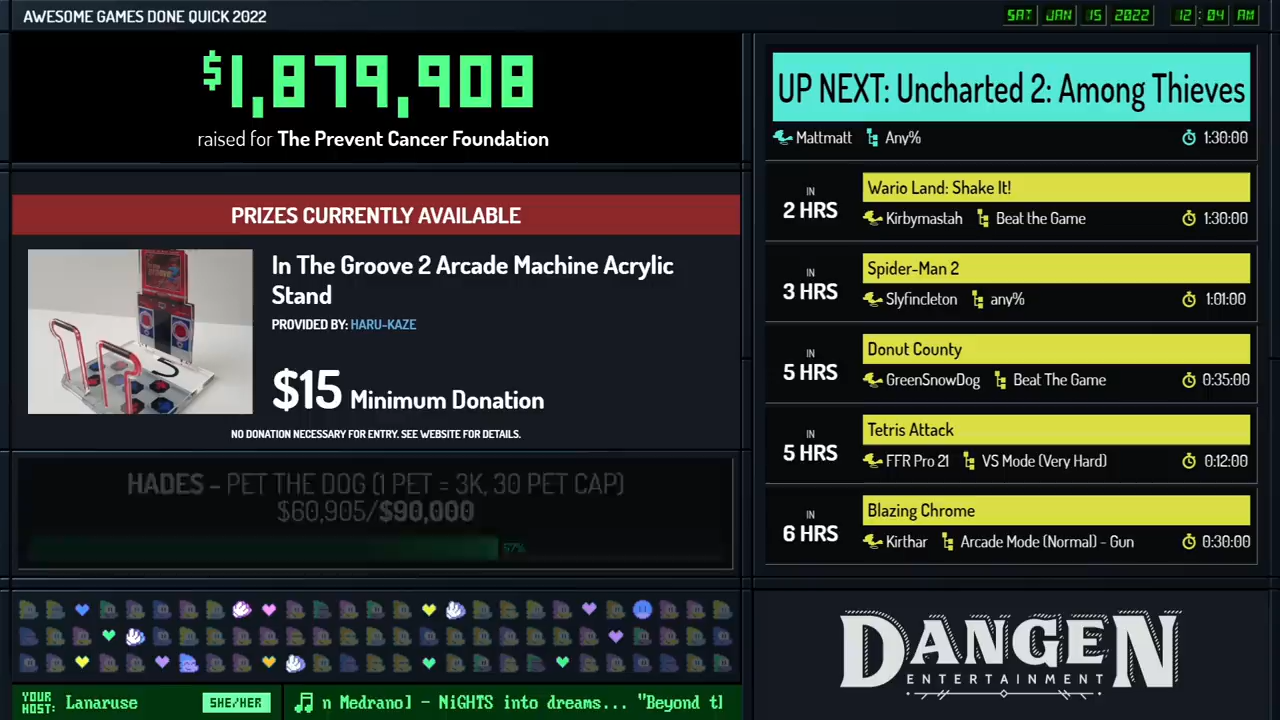 AWESOME GAMES DONE QUICK 2022
SAT JAN 15 2022 12:04 AM
$1,879,908
raised for The Prevent Cancer Foundation
PRIZES CURRENTLY AVAILABLE
In The Groove 2 Arcade Machine Acrylic
Stand
PROVIDED BY: HARU-KAZE
$15 Minimum Donation
NO DONATION NECESSARY FOR ENTRY. SEE WEBSITE FOR DETAILS.
HADES - PET THE DOG (1 PET = 3K, 30 PET CAP)
$60,905/$90,000
67%
YOUR HOST: Lanaruse SHE/HER
n Medrano] - NiGHTS into dreams... "Beyond tl
UP NEXT: Uncharted 2: Among Thieves
Mattmatt Any% 1:30:00
IN 2 HRS
Wario Land: Shake It!
Kirbymastah Beat the Game 1:30:00
IN 3 HRS
Spider-Man 2
Slyfincleton any% 1:01:00
IN 5 HRS
Donut County
GreenSnowDog Beat The Game 0:35:00
IN 5 HRS
Tetris Attack
FFR Pro 21 VS Mode (Very Hard) 0:12:00
IN 6 HRS
Blazing Chrome
Kirthar Arcade Mode (Normal) - Gun 0:30:00
DANGEN
ENTERTAINMENT